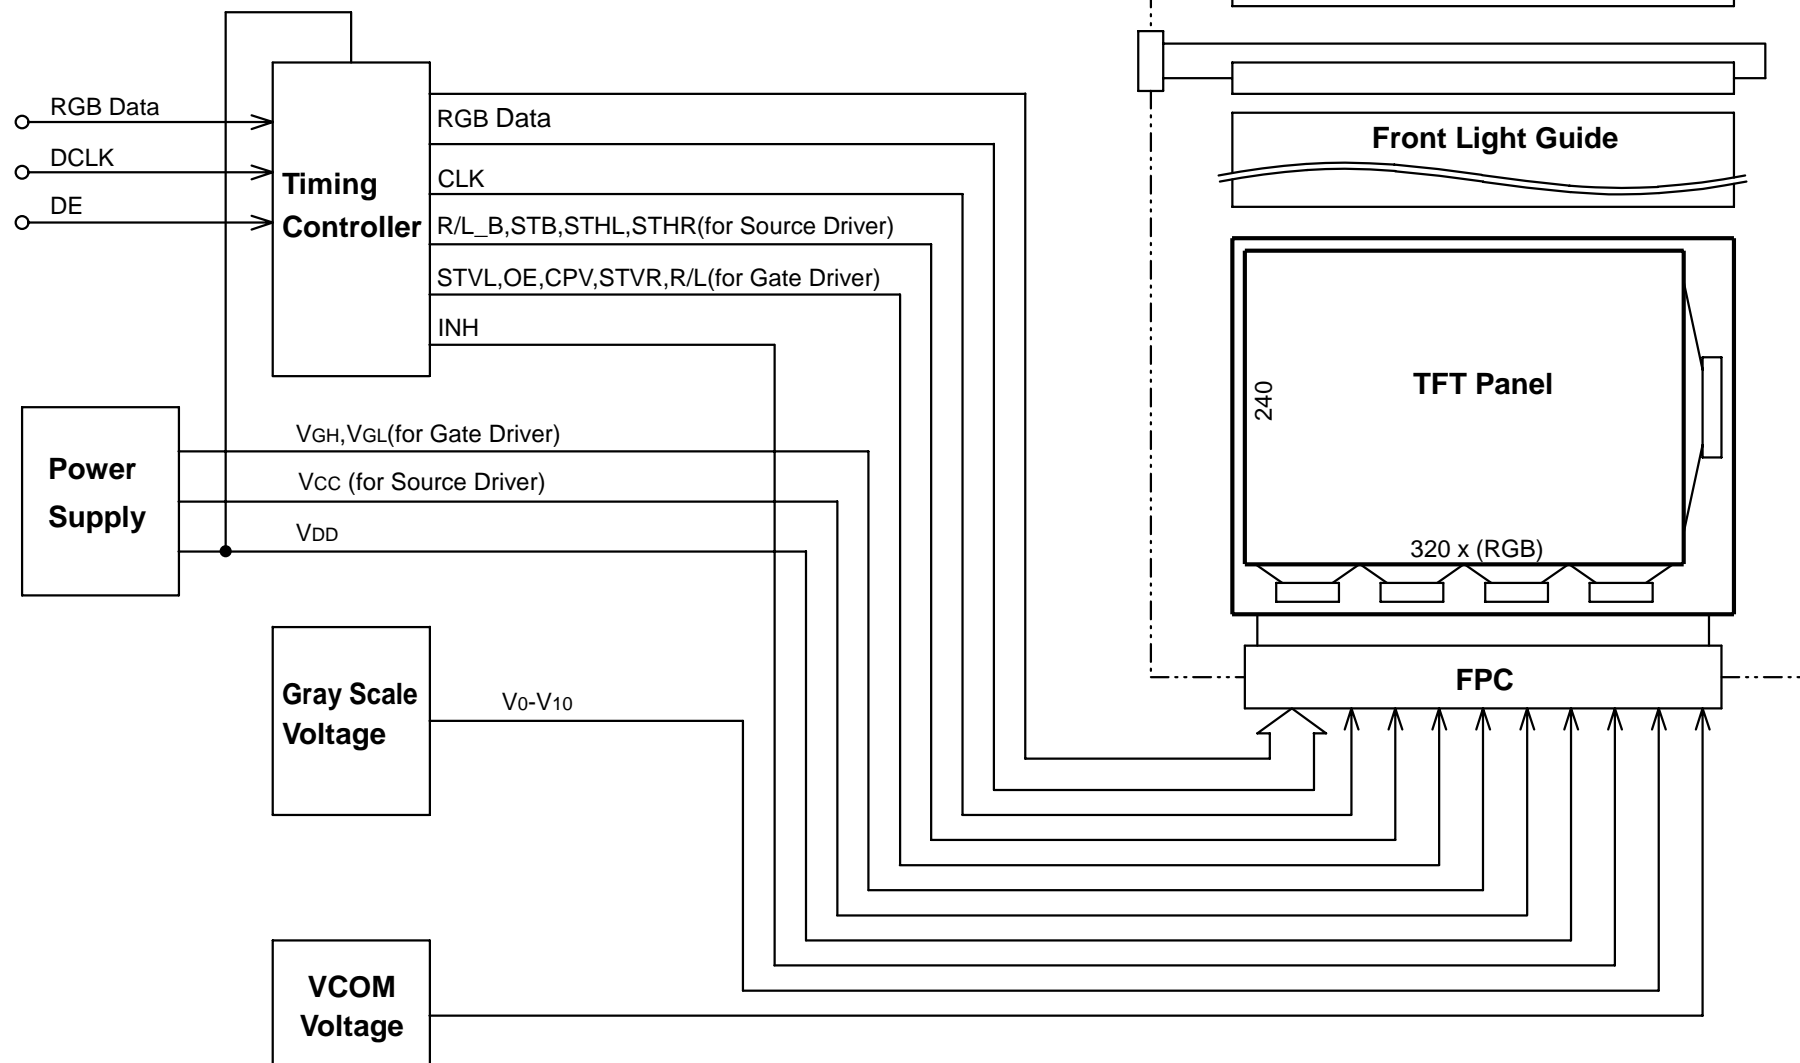 RGB Data
DCLK
DE
Timing
Controller
RGB Data
CLK
R/L_B,STB,STHL,STHR(for Source Driver)
STVL,OE,CPV,STVR,R/L(for Gate Driver)
INH
Power
Supply
VGH,VGL(for Gate Driver)
VCC (for Source Driver)
VDD
Gray Scale
Voltage
V0-V10
VCOM
Voltage
Front Light Guide
TFT Panel
240
320 x (RGB)
FPC